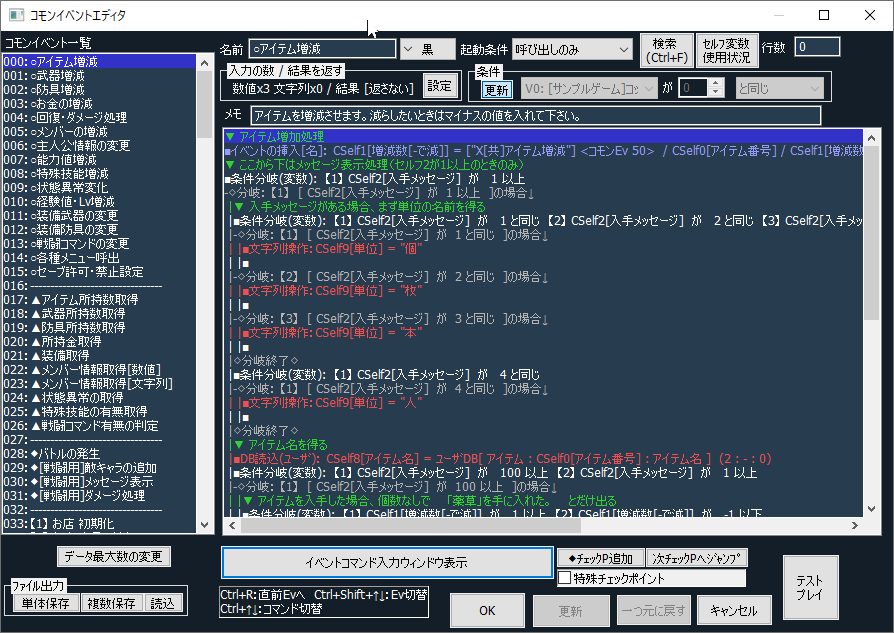 コモンイベントエディタ
コモンイベント一覧
000:○アイテム増減
001:○武器増減
002:○防具増減
003:○お金の増減
004:○回復・ダメージ処理
005:○メンバーの増減
006:○主人公情報の変更
007:○能力値増減
008:○特殊技能増減
009:○状態異常変化
010:○経験値・Lv増減
011:○装備武器の変更
012:○装備防具の変更
013:○戦闘コマンドの変更
014:○各種メニュー呼出
015:○セーブ許可・禁止設定
016:---------------------------------
017:▲アイテム所持数取得
018:▲武器所持数取得
019:▲防具所持数取得
020:▲所持金取得
021:▲装備取得
022:▲メンバー情報取得[数値]
023:▲メンバー情報取得[文字列]
024:▲状態異常の取得
025:▲特殊技能の有無取得
026:▲戦闘コマンド有無の判定
027:---------------------------------
028:◆バトルの発生
029:◆[戦闘用]敵キャラの追加
030:◆[戦闘用]メッセージ表示
031:◆[戦闘用]ダメージ処理
032:---------------------------------
033:【1】お店 初期化
データ最大数の変更
ファイル出力
単体保存 複数保存 読込
名前 ○アイテム増減 黒 起動条件 呼び出しのみ 検索 (Ctrl+F) セルフ変数 使用状況 行数 0
入力の数 / 結果を返す
数値x3 文字列x0 / 結果 [返さない] 設定
条件
更新 V0: [サンプルゲーム]コッ が 0 と同じ
メモ アイテムを増減させます。減らしたいときはマイナスの値を入れて下さい。
▼ アイテム増加処理
■イベントの挿入[名]: CSelf1[増減数[-で減]] = ["X[共]アイテム増減"] <コモンEv 50> / CSelf0[アイテム番号] / CSelf1[増減数
▼ ここから下はメッセージ表示処理(セルフ2が1以上のときのみ)
■条件分岐(変数): 【1】CSelf2[入手メッセージ] が 1 以上
-◇分岐: 【1】 [ CSelf2[入手メッセージ] が 1 以上 ]の場合↓
|▼ 入手メッセージがある場合、まず単位の名前を得る
|■条件分岐(変数): 【1】CSelf2[入手メッセージ] が 1 と同じ 【2】CSelf2[入手メッセージ] が 2 と同じ 【3】CSelf2[入手メッ
|-◇分岐: 【1】 [ CSelf2[入手メッセージ] が 1 と同じ ]の場合↓
| |■文字列操作: CSelf9[単位] = "個"
| |■
|-◇分岐: 【2】 [ CSelf2[入手メッセージ] が 2 と同じ ]の場合↓
| |■文字列操作: CSelf9[単位] = "枚"
| |■
|-◇分岐: 【3】 [ CSelf2[入手メッセージ] が 3 と同じ ]の場合↓
| |■文字列操作: CSelf9[単位] = "本"
| |■
|◇分岐終了◇
|■条件分岐(変数): 【1】CSelf2[入手メッセージ] が 4 と同じ
|-◇分岐: 【1】 [ CSelf2[入手メッセージ] が 4 と同じ ]の場合↓
| |■文字列操作: CSelf9[単位] = "人"
| |■
|◇分岐終了◇
|▼ アイテム名を得る
|■DB読込(ユーザ): CSelf8[アイテム名] = ユーザDB[ アイテム : CSelf0[アイテム番号] : アイテム名 ] (2 : - : 0)
|■条件分岐(変数): 【1】CSelf2[入手メッセージ] が 100 以上 【2】CSelf2[入手メッセージ] が 1 以上
|-◇分岐: 【1】 [ CSelf2[入手メッセージ] が 100 以上 ]の場合↓
| |▼ アイテムを入手した場合、個数なしで 「薬草」を手に入れた。 とだけ出る
| |■条件分岐(変数): 【1】CSelf1[増減数[-で減]] が 1 以上 【2】CSelf1[増減数[-で減]] が -1 以下
イベントコマンド入力ウィンドウ表示
◆チェックP追加 次チェックPへジャンプ
特殊チェックポイント
Ctrl+R:直前Evへ Ctrl+Shift+↑↓:Ev切替
Ctrl+↑↓:コマンド切替
OK 更新 一つ元に戻す キャンセル
テスト
プレイ